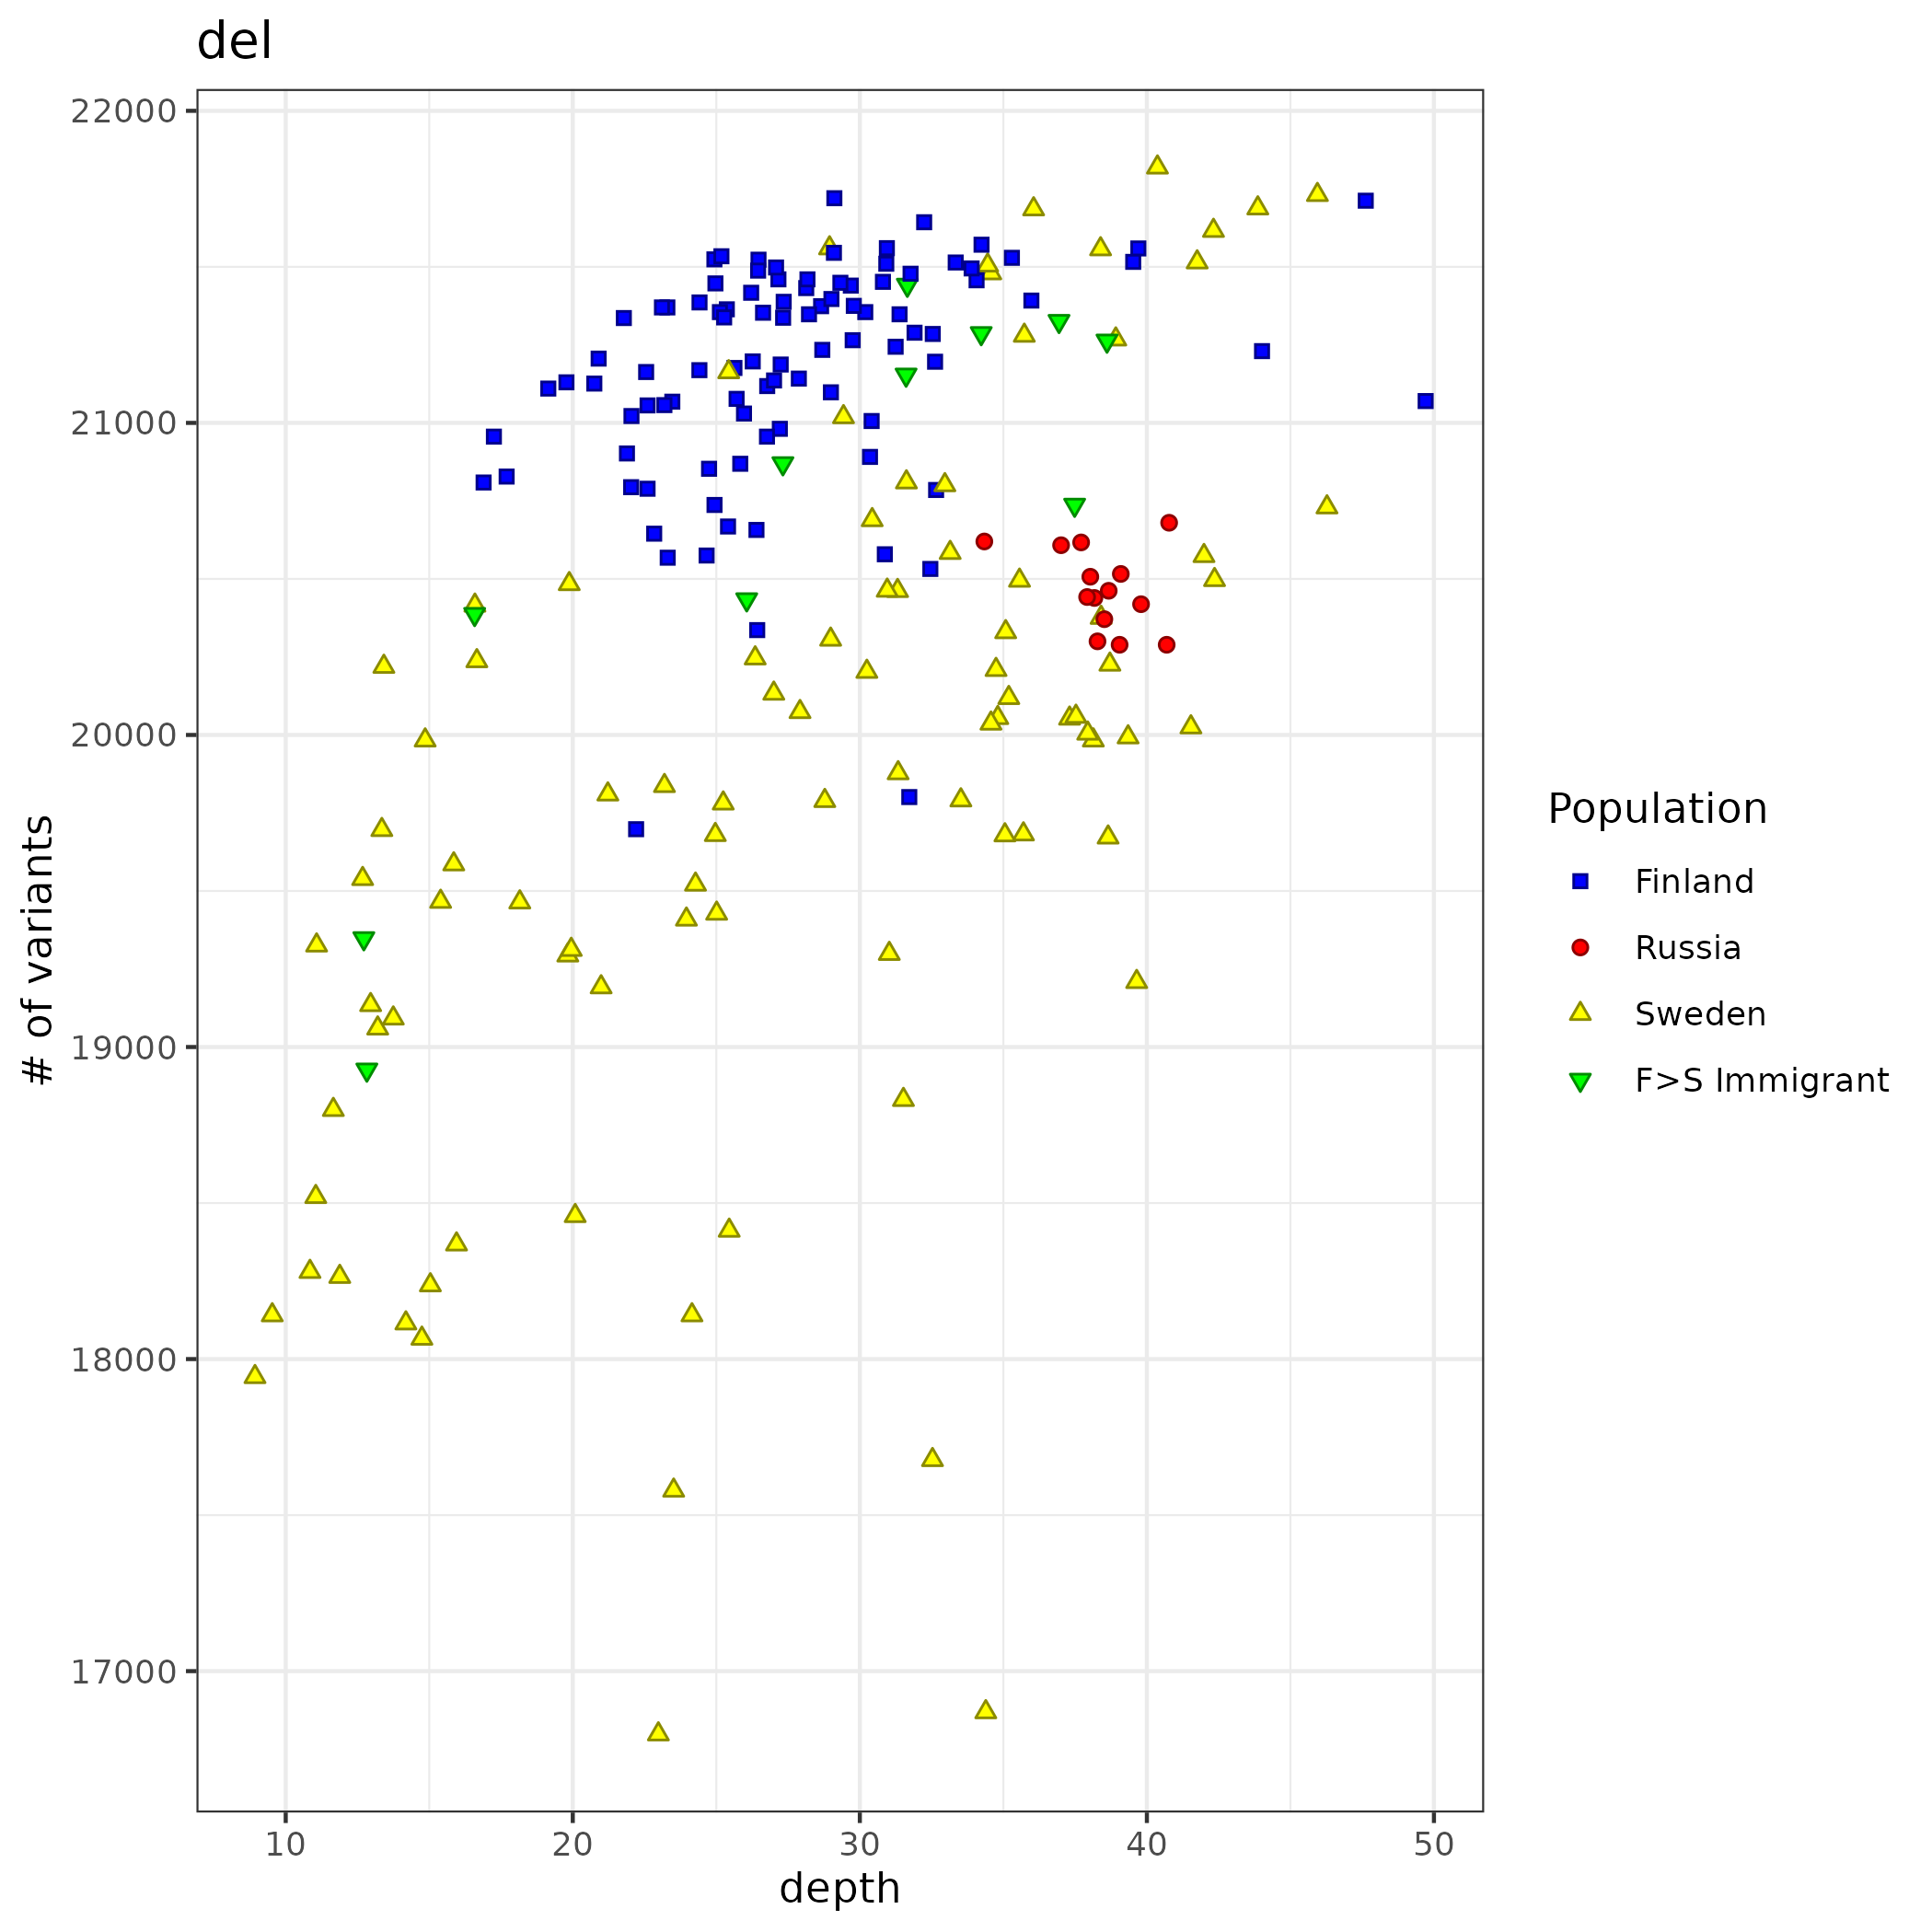 del
22000
21000
20000
19000
18000
17000
# of variants
10 20 30 40 50
depth
Population
Finland
Russia
Sweden
F>S Immigrant